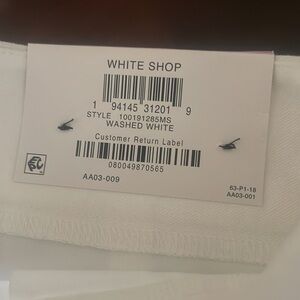 WHITE SHOP
1 94145 31201 9
STYLE 100191285MS
WASHED WHITE
Customer Return Label
080049870565
AA03-009
63-P1-18
AA03-001